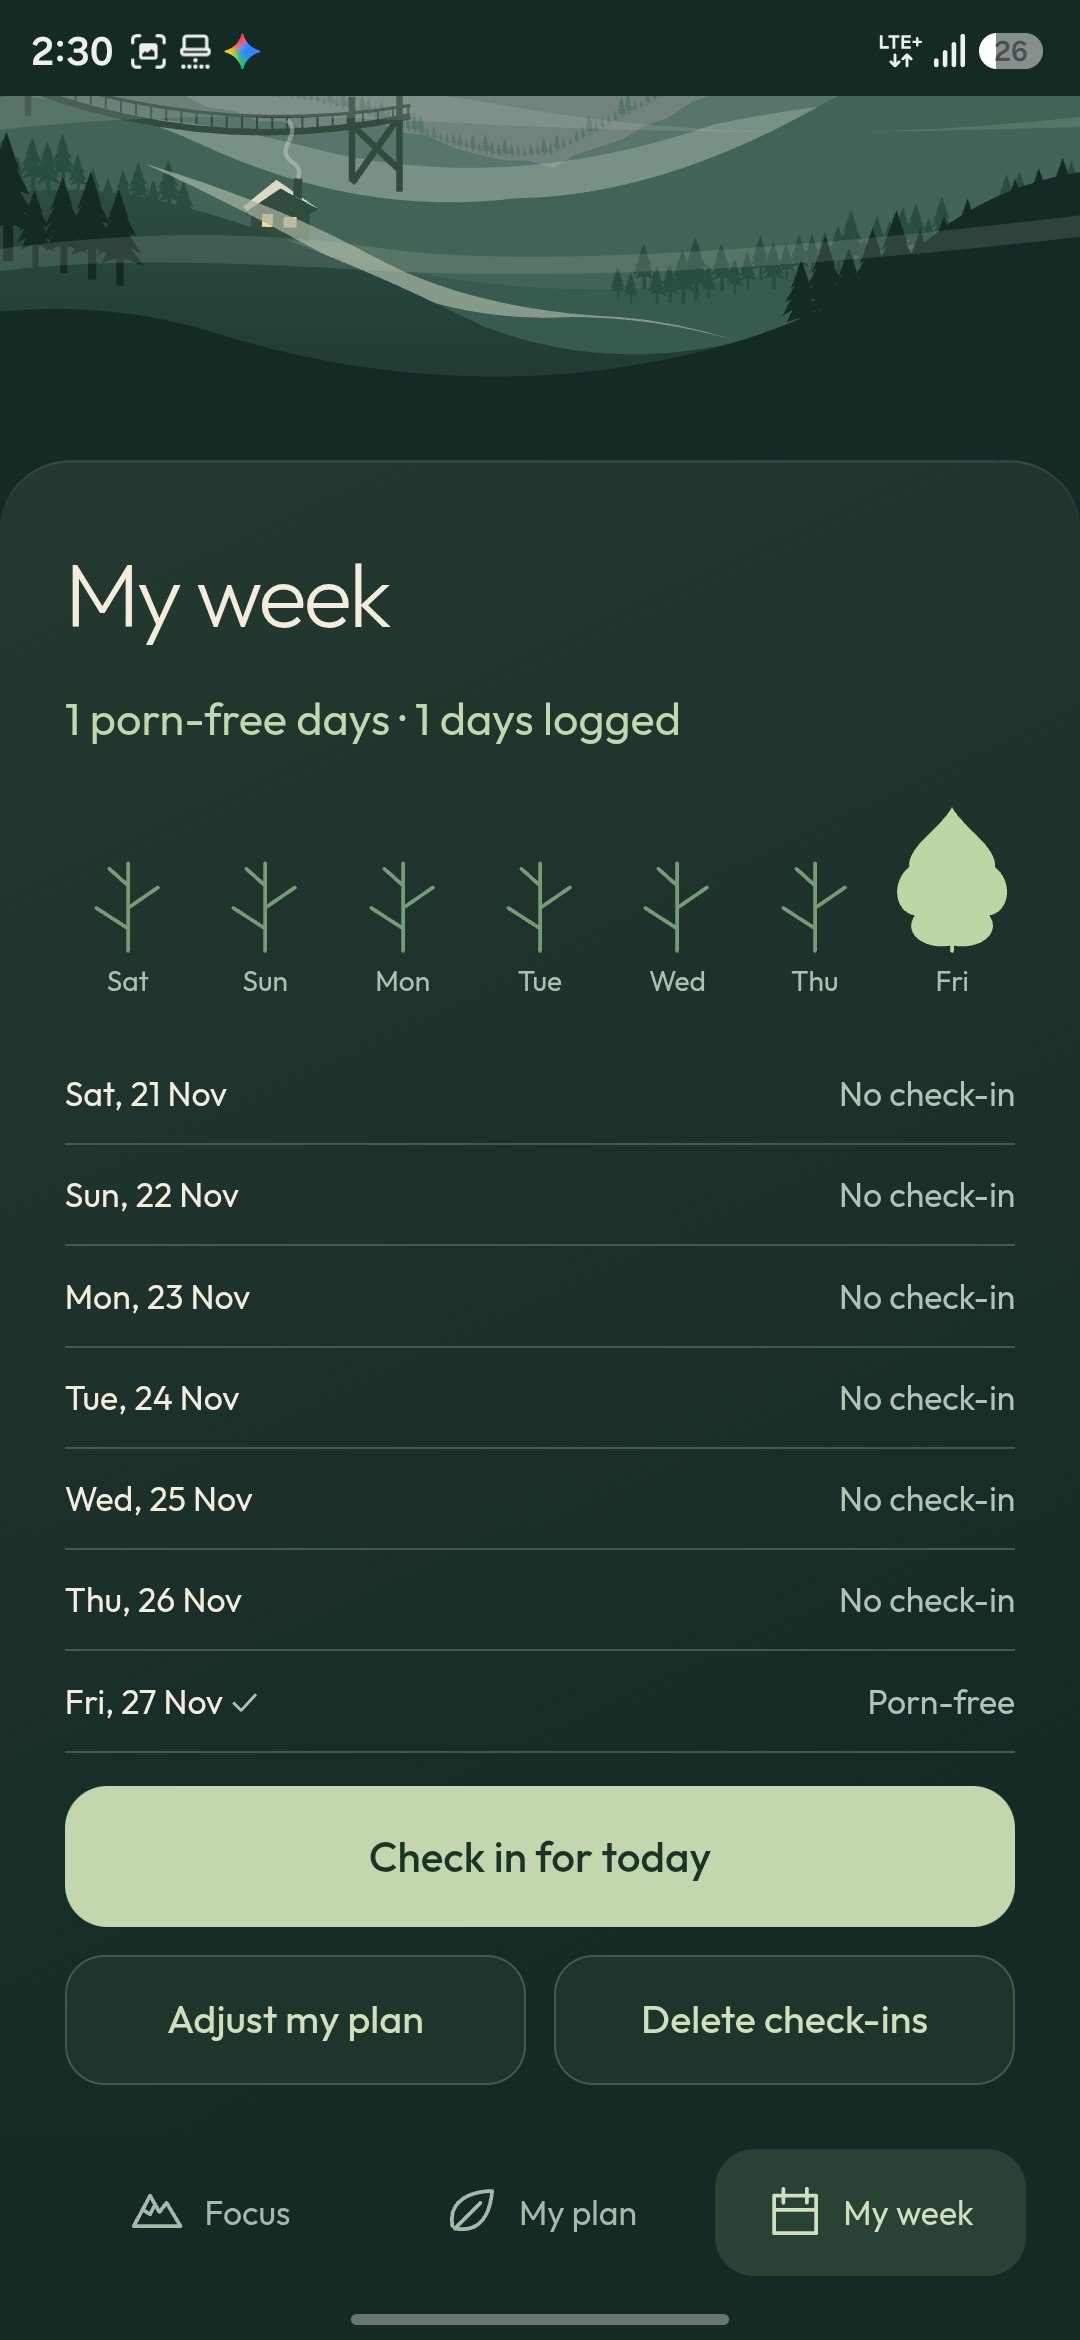 2:30
LTE+
26
My week
1 porn-free days · 1 days logged
Sat Sun Mon Tue Wed Thu Fri
Sat, 21 Nov No check-in
Sun, 22 Nov No check-in
Mon, 23 Nov No check-in
Tue, 24 Nov No check-in
Wed, 25 Nov No check-in
Thu, 26 Nov No check-in
Fri, 27 Nov ✓ Porn-free
Check in for today
Adjust my plan Delete check-ins
Focus My plan My week